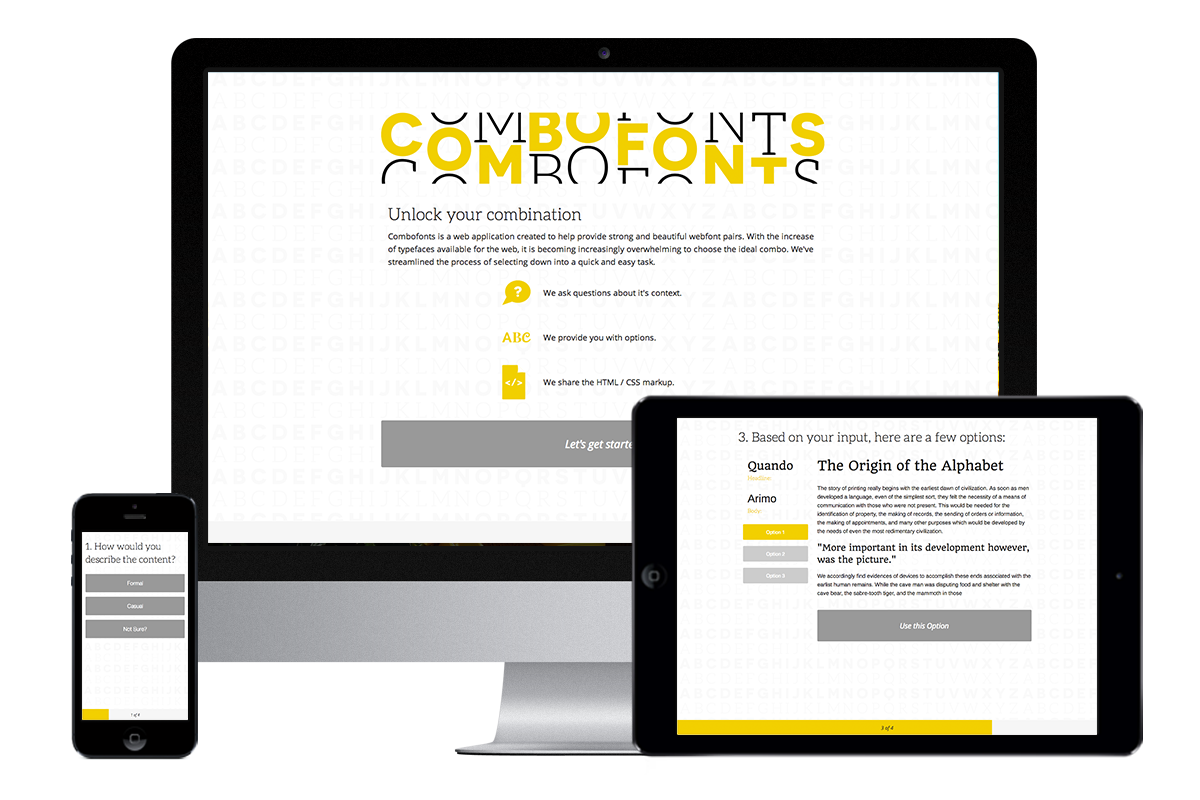 COMBOFONTS
COMBOFONTS
Unlock your combination
Combofonts is a web application created to help provide strong and beautiful webfont pairs. With the increase
of typefaces available for the web, it is becoming increasingly overwhelming to choose the ideal combo. We've
streamlined the process of selecting down into a quick and easy task.
?
We ask questions about it's context.
ABC
We provide you with options.
</>
We share the HTML / CSS markup.
Let's get starte
1. How would you
describe the content?
Formal
Casual
Not Sure?
1 of 4
3. Based on your input, here are a few options:
Quando
Headline
Arimo
Body
Option 1
Option 2
Option 3
The Origin of the Alphabet
The story of printing really begins with the earliest dawn of civilization. As soon as men
developed a language, even of the simplest sort, they felt the necessity of a means of
communication with those who were not present. This would be needed for the
identification of property, the making of records, the sending of orders or information,
the making of appointments, and many other purposes which would be developed by
the needs of even the most redimentary civilization.
"More important in its development however,
was the picture."
We accordingly find evidences of devices to accomplish these ends associated with the
earlist human remains. While the cave man was disputing food and shelter with the
cave bear, the sabre-tooth tiger, and the mammoth in those
Use this Option
3 of 4